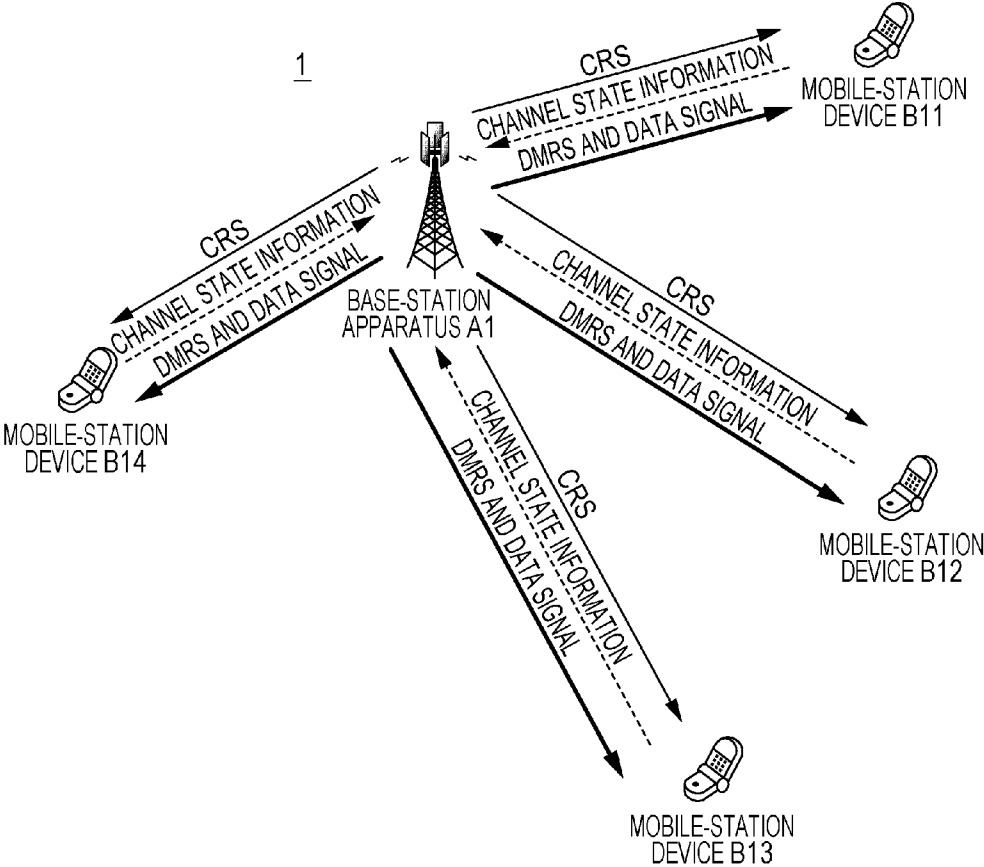 1
CRS
CHANNEL STATE INFORMATION
DMRS AND DATA SIGNAL
MOBILE-STATION
DEVICE B11
CRS
CHANNEL STATE INFORMATION
DMRS AND DATA SIGNAL
BASE-STATION
APPARATUS A1
CRS
CHANNEL STATE INFORMATION
DMRS AND DATA SIGNAL
MOBILE-STATION
DEVICE B14
CRS
CHANNEL STATE INFORMATION
DMRS AND DATA SIGNAL
MOBILE-STATION
DEVICE B12
MOBILE-STATION
DEVICE B13